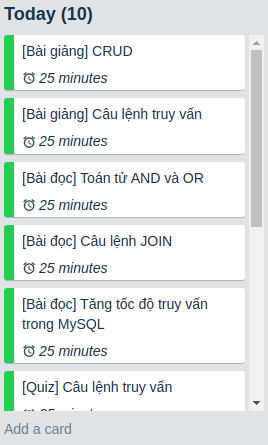 Today (10)
[Bài giảng] CRUD
25 minutes
[Bài giảng] Câu lệnh truy vấn
25 minutes
[Bài đọc] Toán tử AND và OR
25 minutes
[Bài đọc] Câu lệnh JOIN
25 minutes
[Bài đọc] Tăng tốc độ truy vấn
trong MySQL
25 minutes
[Quiz] Câu lệnh truy vấn
Add a card